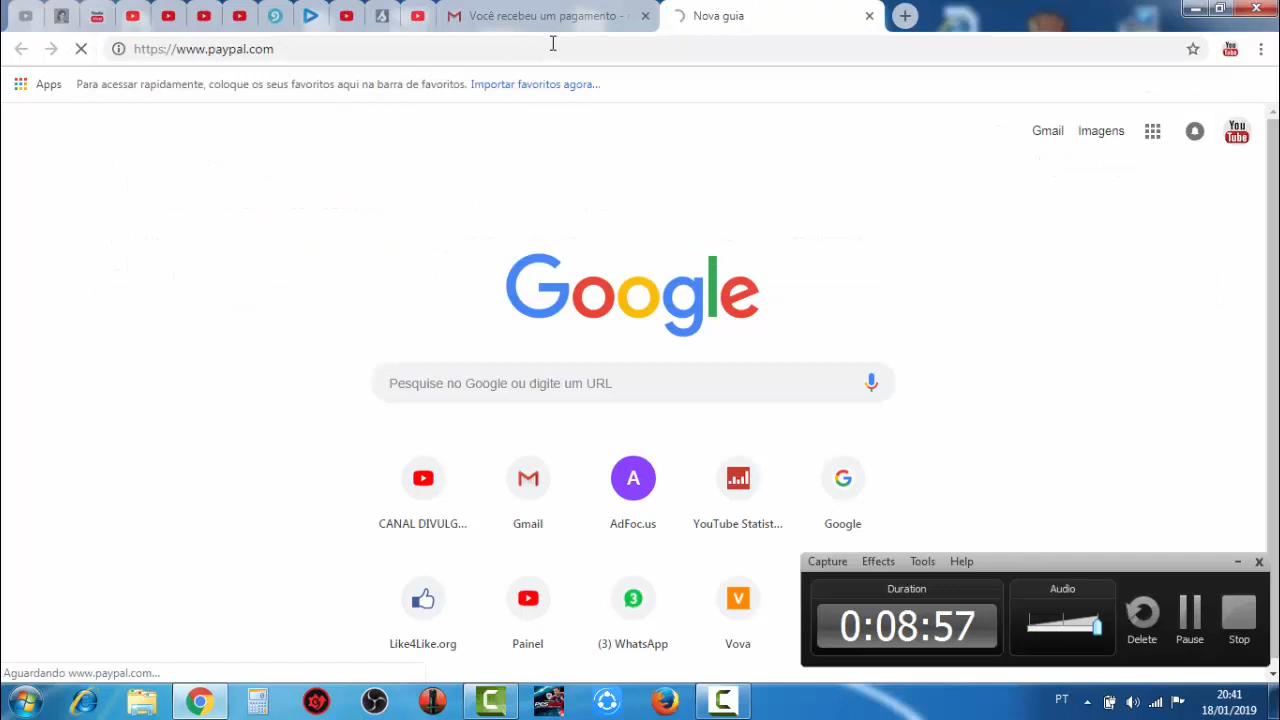 Você recebeu um pagamento -
Nova guia
https://www.paypal.com
Apps
Para acessar rapidamente, coloque os seus favoritos aqui na barra de favoritos. Importar favoritos agora...
Gmail
Imagens
You
Tube
Google
Pesquise no Google ou digite um URL
A
CANAL DIVULG...
Gmail
AdFoc.us
YouTube Statist...
Google
3
V
Like4Like.org
Painel
(3) WhatsApp
Vova
Capture
Effects
Tools
Help
Duration
Audio
0:08:57
Delete
Pause
Stop
Aguardando www.paypal.com...
PT
20:41
18/01/2019